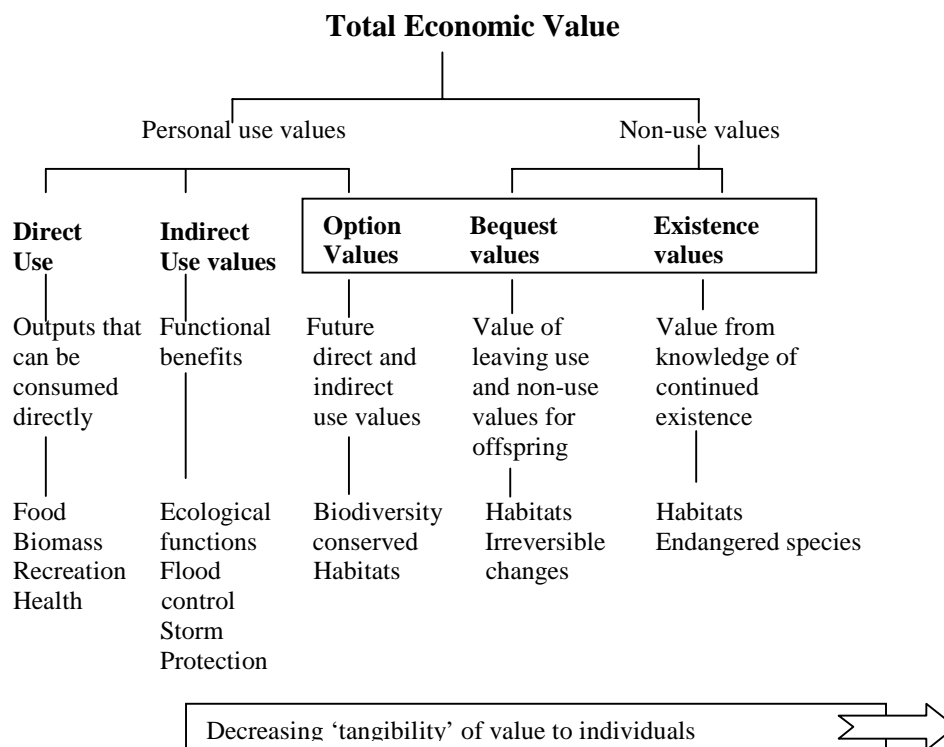 Total Economic Value
Personal use values
Non-use values
Direct
Use
Indirect
Use values
Option
Values
Bequest
values
Existence
values
Outputs that
can be
consumed
directly
Functional
benefits
Future
direct and
indirect
use values
Value of
leaving use
and non-use
values for
offspring
Value from
knowledge of
continued
existence
Food
Biomass
Recreation
Health
Ecological
functions
Flood
control
Storm
Protection
Biodiversity
conserved
Habitats
Habitats
Irreversible
changes
Habitats
Endangered species
Decreasing ‘tangibility’ of value to individuals